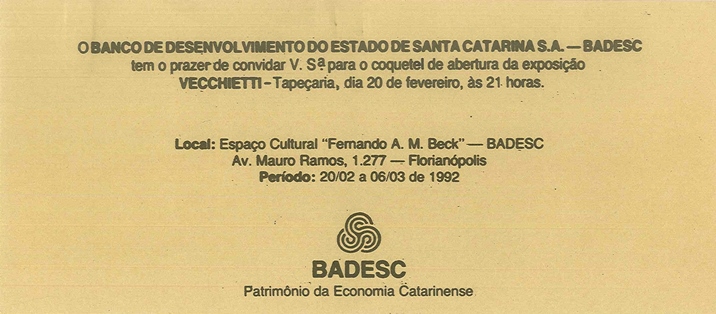 O BANCO DE DESENVOLVIMENTO DO ESTADO DE SANTA CATARINA S.A. — BADESC
tem o prazer de convidar V. Sª para o coquetel de abertura da exposição
VECCHIETTI - Tapeçaria, dia 20 de fevereiro, às 21 horas.
Local: Espaço Cultural "Fernando A. M. Beck" — BADESC
Av. Mauro Ramos, 1.277 — Florianópolis
Período: 20/02 a 06/03 de 1992
BADESC
Patrimônio da Economia Catarinense